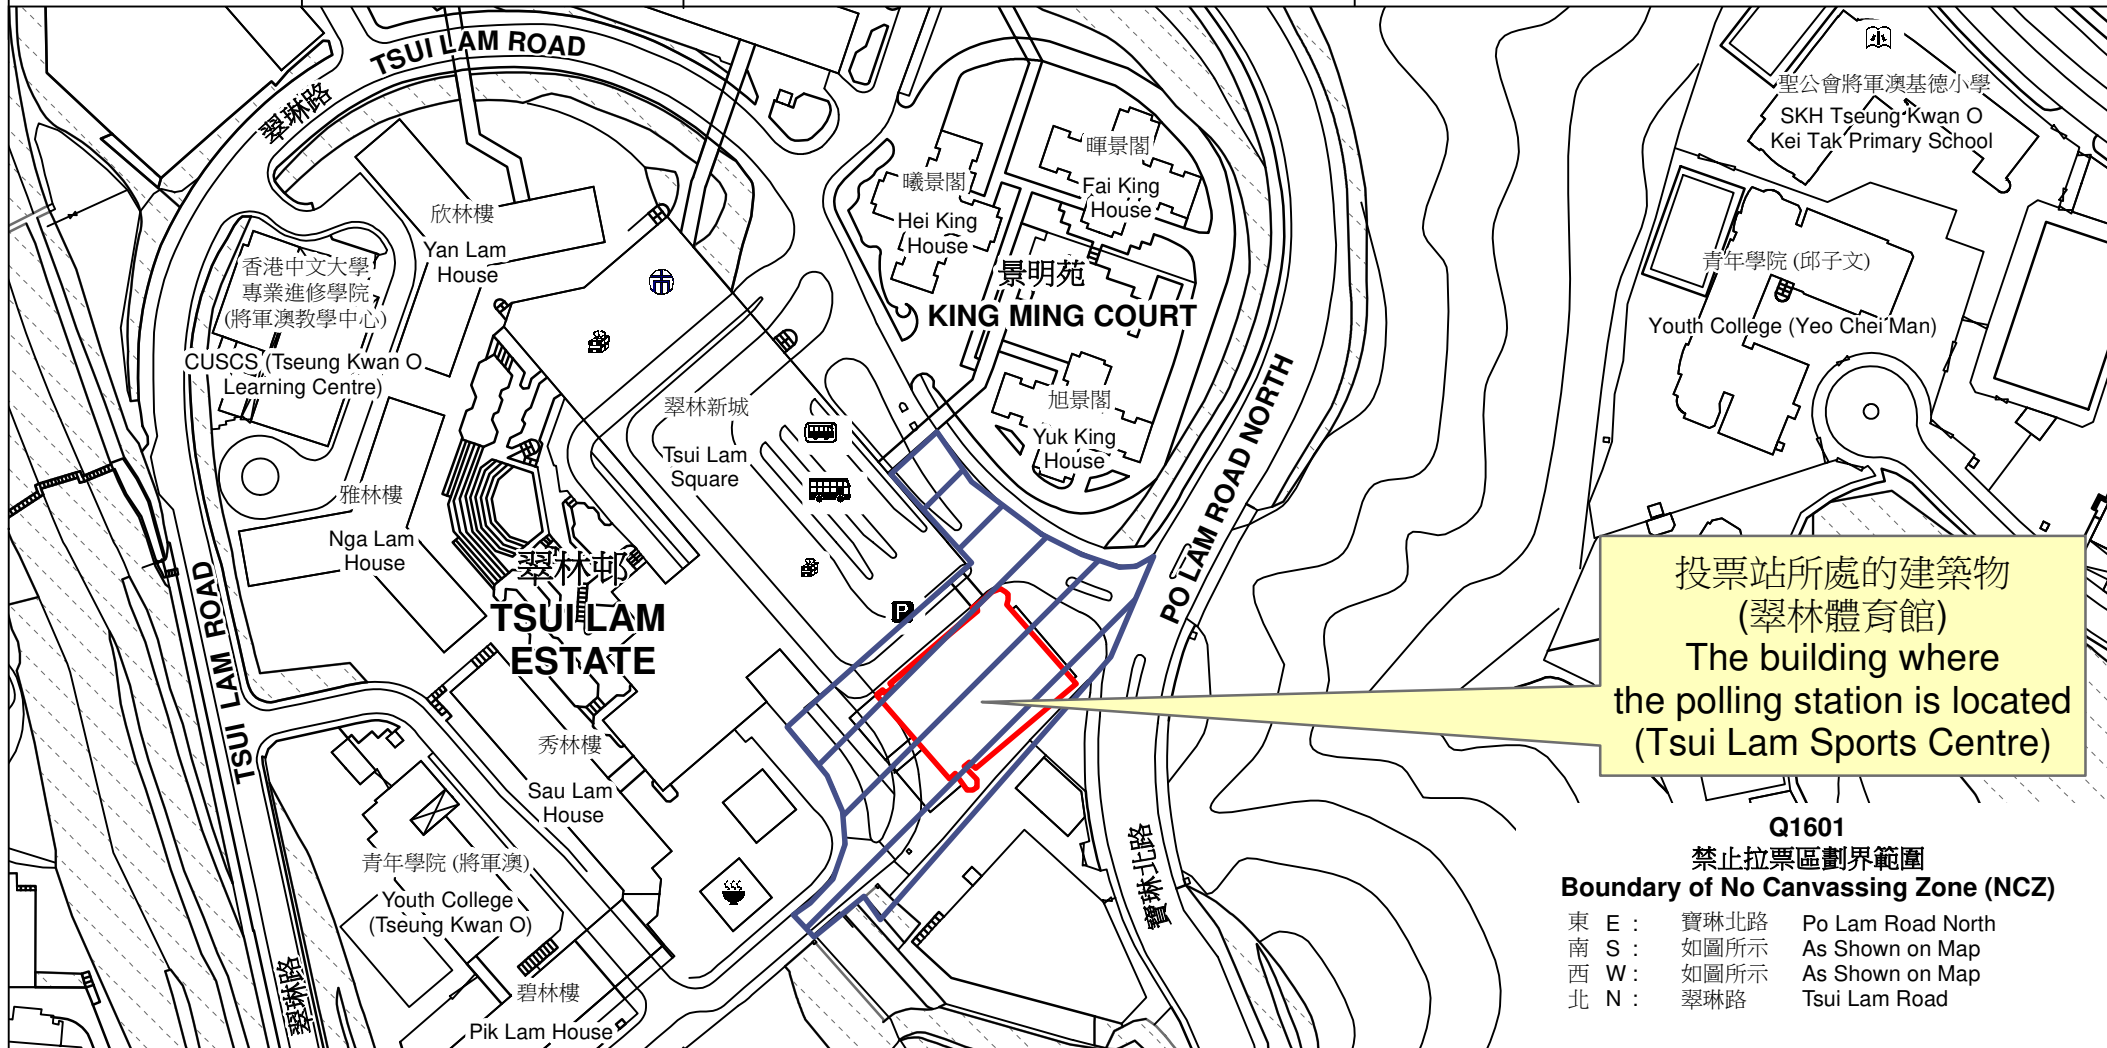 TSUI LAM ROAD
翠琳路
欣林樓
Yan Lam
House
香港中文大學
專業進修學院
(將軍澳教學中心)
CUSCS (Tseung Kwan O
Learning Centre)
曦景閣
Hei King
House
暉景閣
Fai King
House
景明苑
KING MING COURT
旭景閣
Yuk King
House
聖公會將軍澳基德小學
SKH Tseung Kwan O
Kei Tak Primary School
青年學院 (邱子文)
Youth College (Yeo Chei Man)
翠林新城
Tsui Lam
Square
雅林樓
Nga Lam
House
翠林邨
TSUI LAM
ESTATE
P
PO LAM ROAD NORTH
TSUI LAM ROAD
秀林樓
Sau Lam
House
青年學院 (將軍澳)
Youth College
(Tseung Kwan O)
碧林樓
Pik Lam House
翠琳路
寶琳北路
投票站所處的建築物
(翠林體育館)
The building where
the polling station is located
(Tsui Lam Sports Centre)
Q1601
禁止拉票區劃界範圍
Boundary of No Canvassing Zone (NCZ)
東 E : 寶琳北路 Po Lam Road North
南 S : 如圖所示 As Shown on Map
西 W : 如圖所示 As Shown on Map
北 N : 翠琳路 Tsui Lam Road